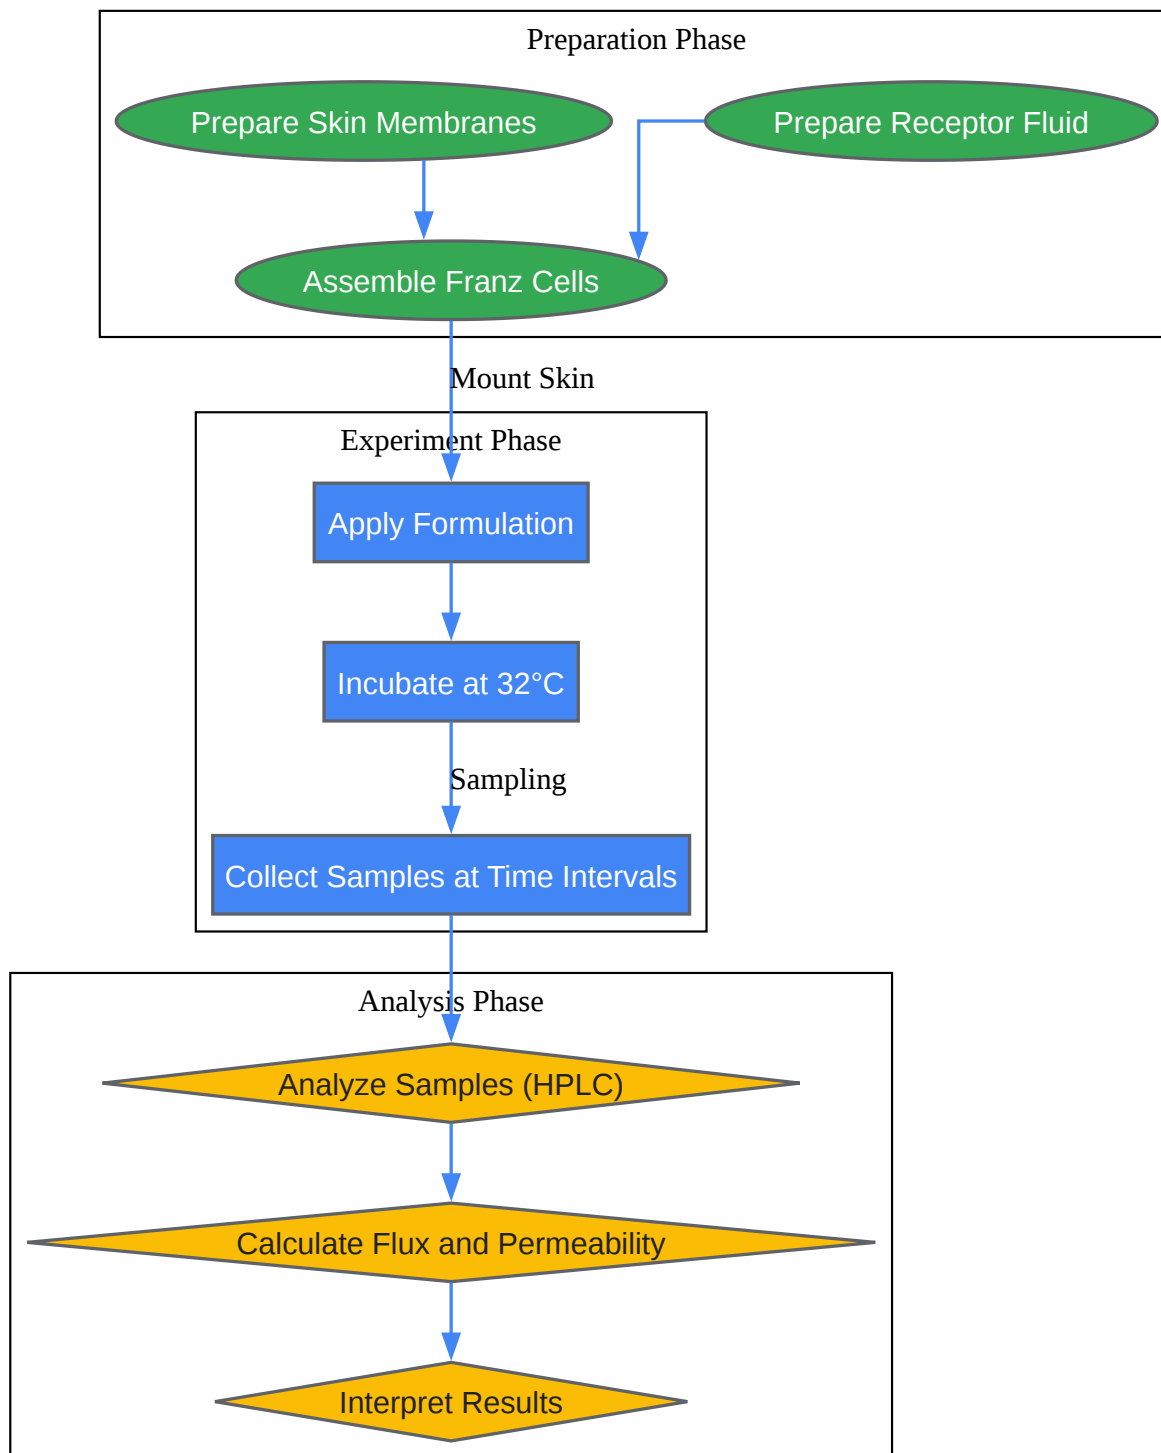 Preparation Phase
Prepare Skin Membranes
Prepare Receptor Fluid
Assemble Franz Cells
Mount Skin
Experiment Phase
Apply Formulation
Incubate at 32°C
Sampling
Collect Samples at Time Intervals
Analysis Phase
Analyze Samples (HPLC)
Calculate Flux and Permeability
Interpret Results